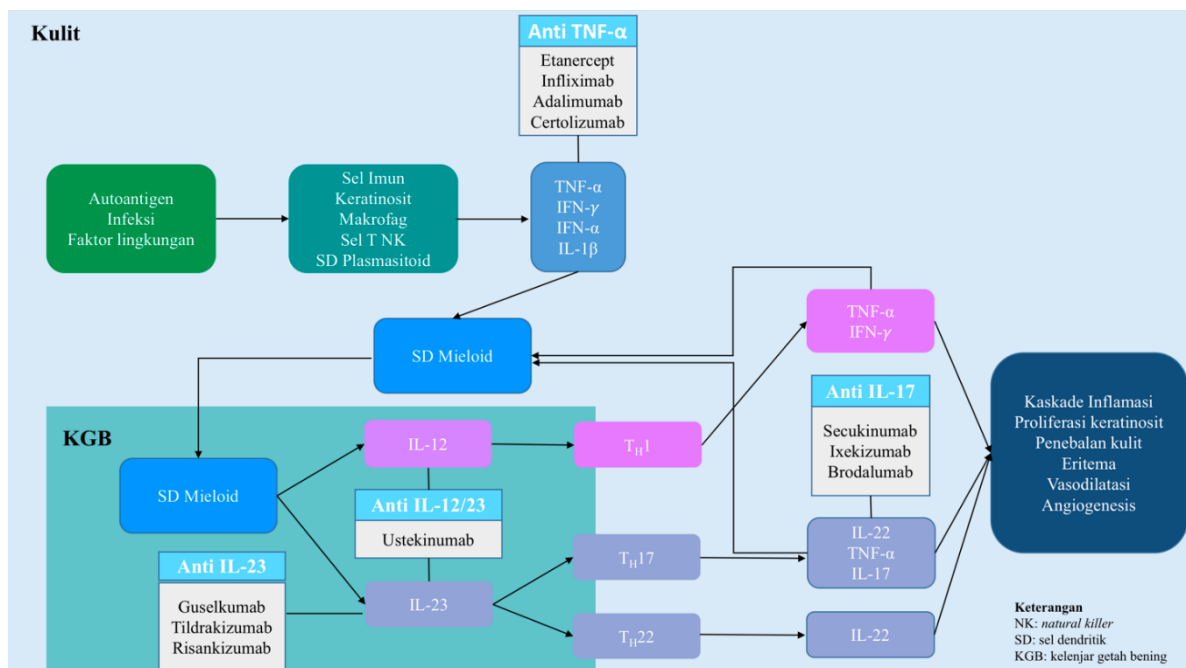 Kulit
Anti TNF-α
Etanercept
Infliximab
Adalimumab
Certolizumab
Autoantigen
Infeksi
Faktor lingkungan
Sel Imun
Keratinosit
Makrofag
Sel T NK
SD Plasmasitoid
TNF-α
IFN-γ
IFN-α
IL-1β
SD Mieloid
TNF-α
IFN-γ
Anti IL-17
Secukinumab
Ixekizumab
Brodalumab
Kaskade Inflamasi
Proliferasi keratinosit
Penebalan kulit
Eritema
Vasodilatasi
Angiogenesis
KGB
SD Mieloid
IL-12
TH1
Anti IL-12/23
Ustekinumab
Anti IL-23
Guselkumab
Tildrakizumab
Risankizumab
IL-23
TH17
IL-22
TNF-α
IL-17
TH22
IL-22
Keterangan
NK: natural killer
SD: sel dendritik
KGB: kelenjar getah bening